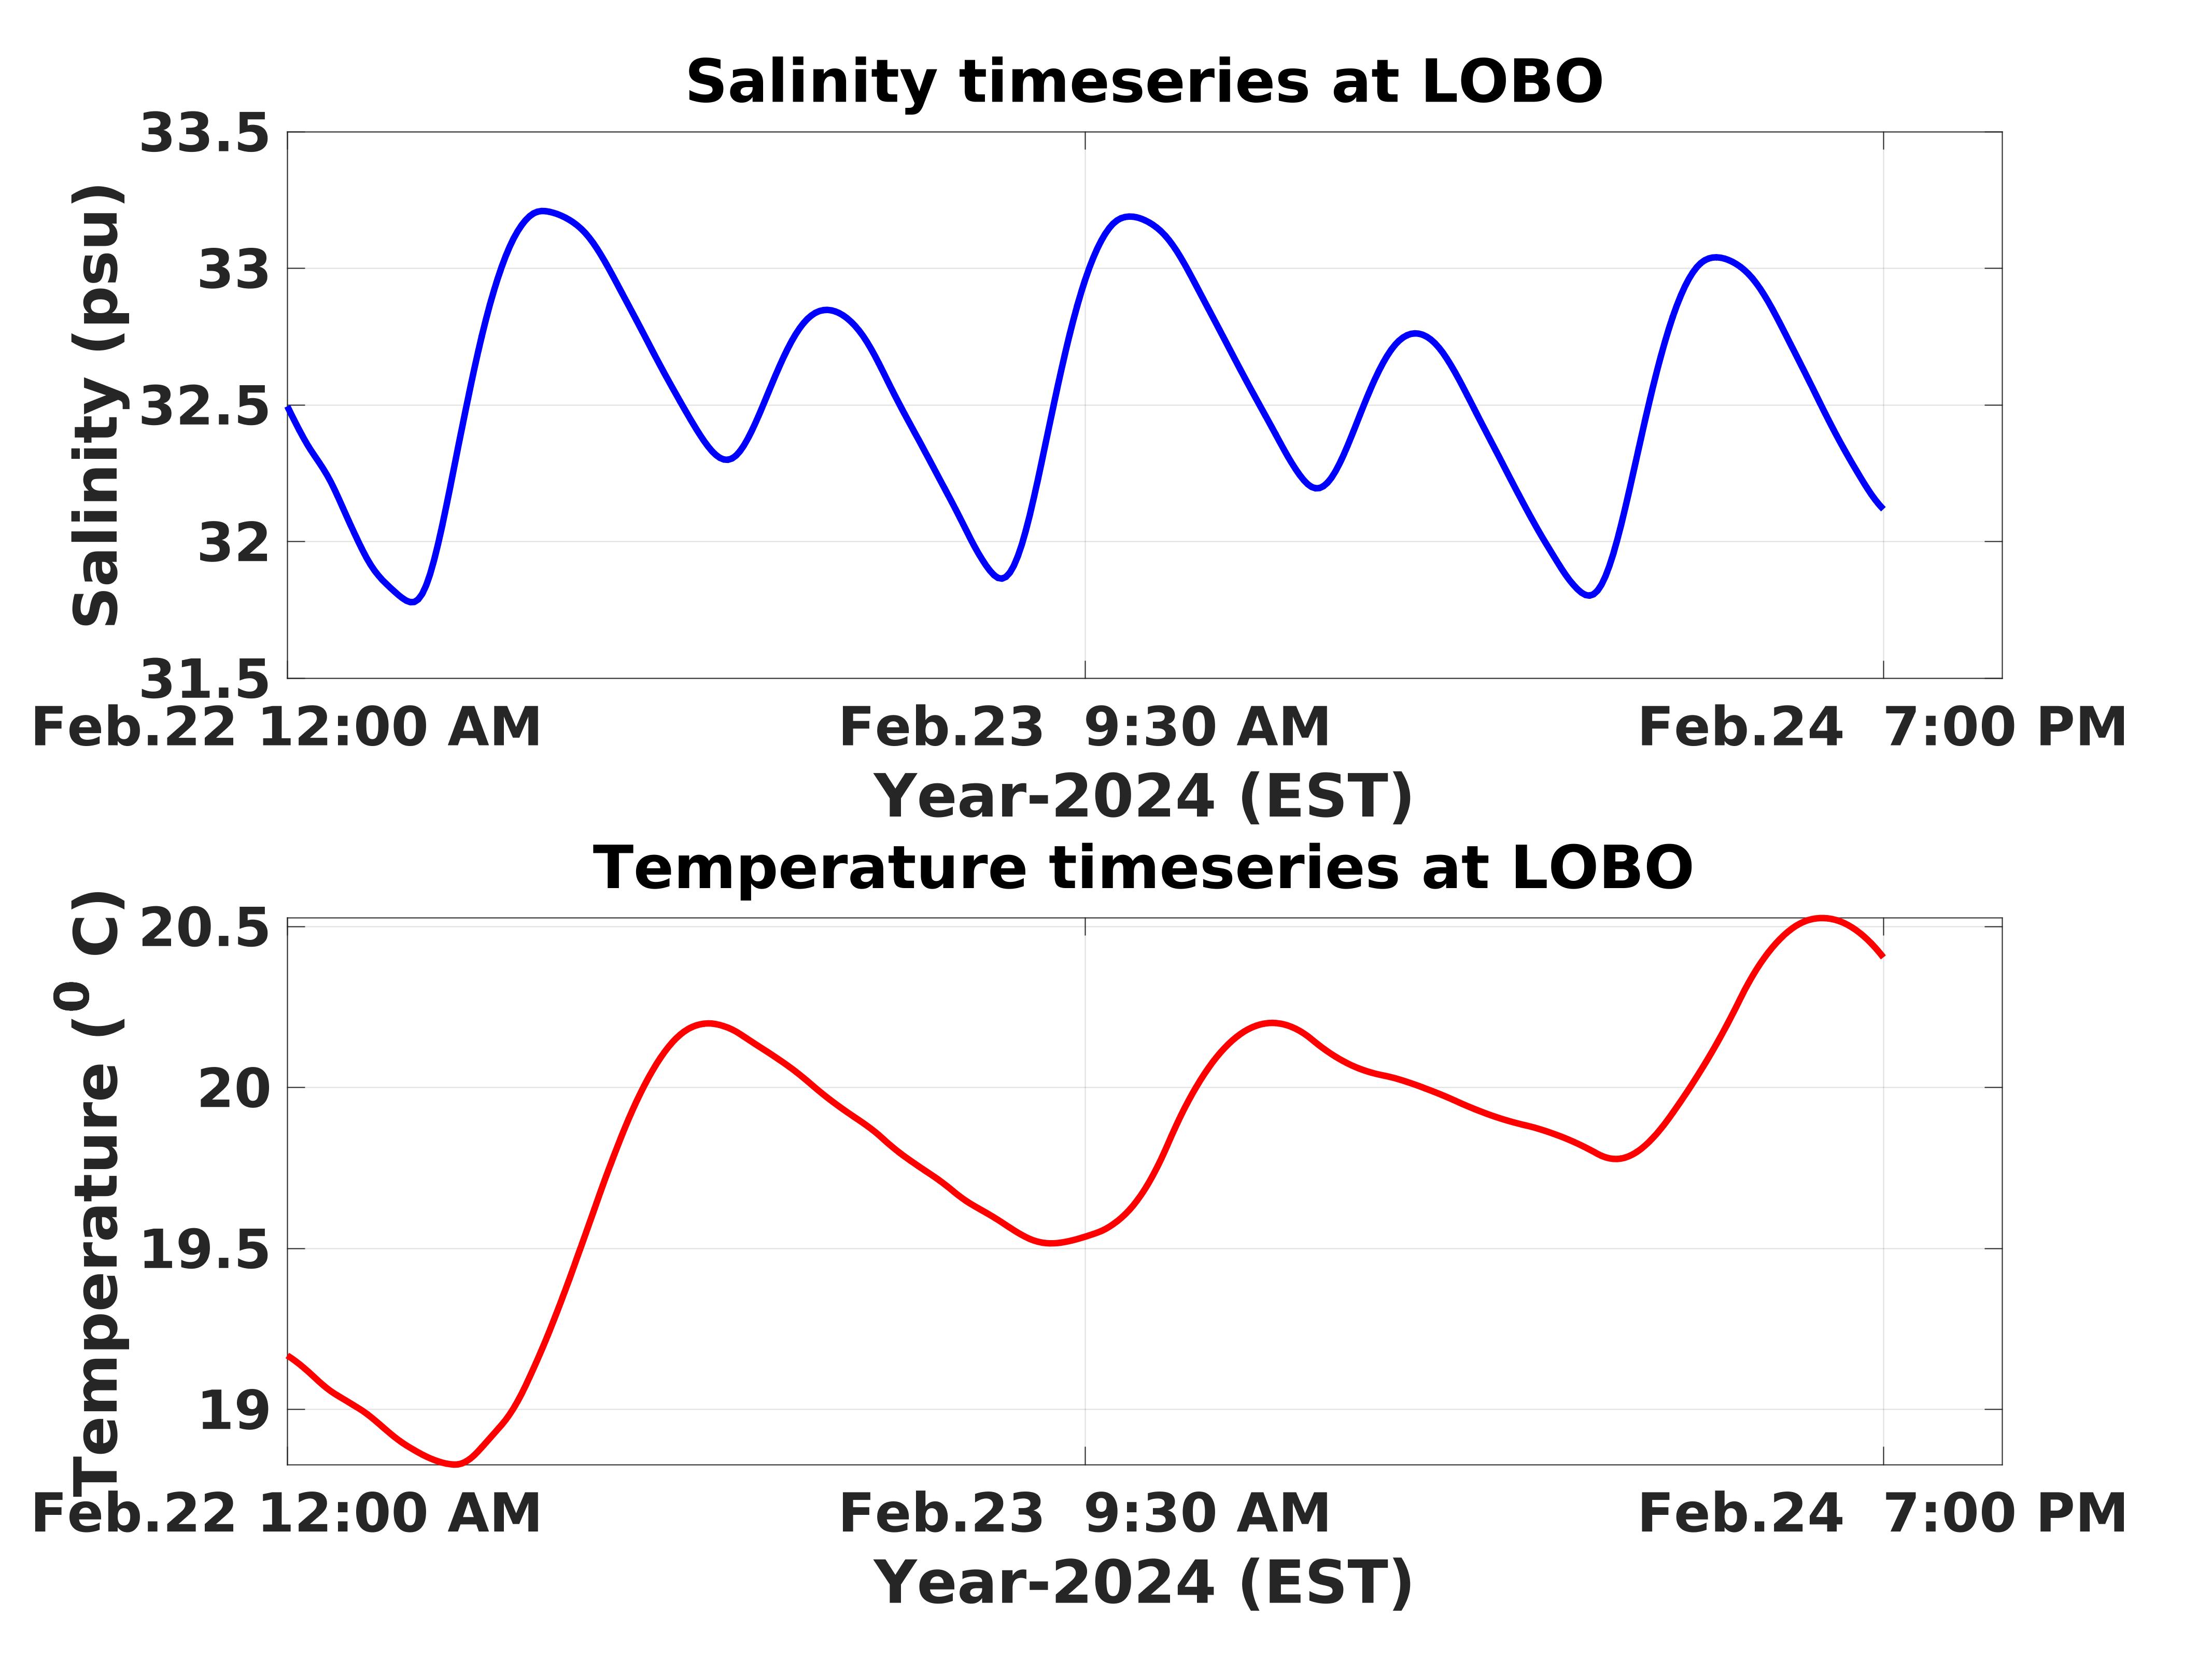 Salinity timeseries at LOBO
Salinity (psu)
33.5
33
32.5
32
31.5
Feb.22 12:00 AM Feb.23  9:30 AM Feb.24  7:00 PM
Year-2024 (EST)
Temperature timeseries at LOBO
Temperature (⁰ C)
20.5
20
19.5
19
Feb.22 12:00 AM Feb.23  9:30 AM Feb.24  7:00 PM
Year-2024 (EST)